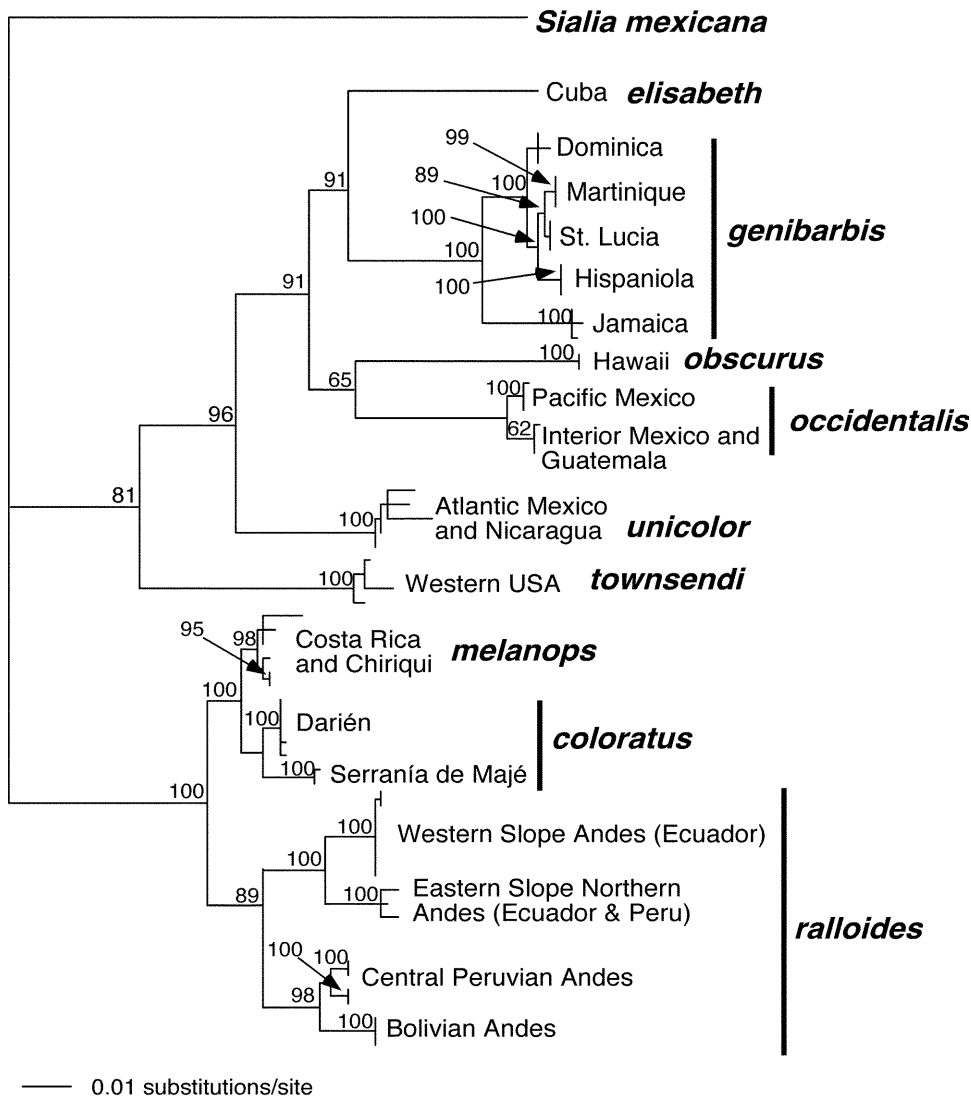 Sialia mexicana
Cuba elisabeth
99
Dominica
89
100
Martinique
91
100
genibarbis
St. Lucia
100
91
100
Hispaniola
100
Jamaica
100
Hawaii obscurus
65
100
Pacific Mexico
96
occidentalis
62
Interior Mexico and
Guatemala
81
100
Atlantic Mexico
and Nicaragua
unicolor
100
Western USA
townsendi
95
98
Costa Rica
and Chiriqui
melanops
100
100
Darién
coloratus
100
Serranía de Majé
100
100
Western Slope Andes (Ecuador)
100
89
100
Eastern Slope Northern
Andes (Ecuador & Peru)
ralloides
100
100
Central Peruvian Andes
98
100
Bolivian Andes
0.01 substitutions/site